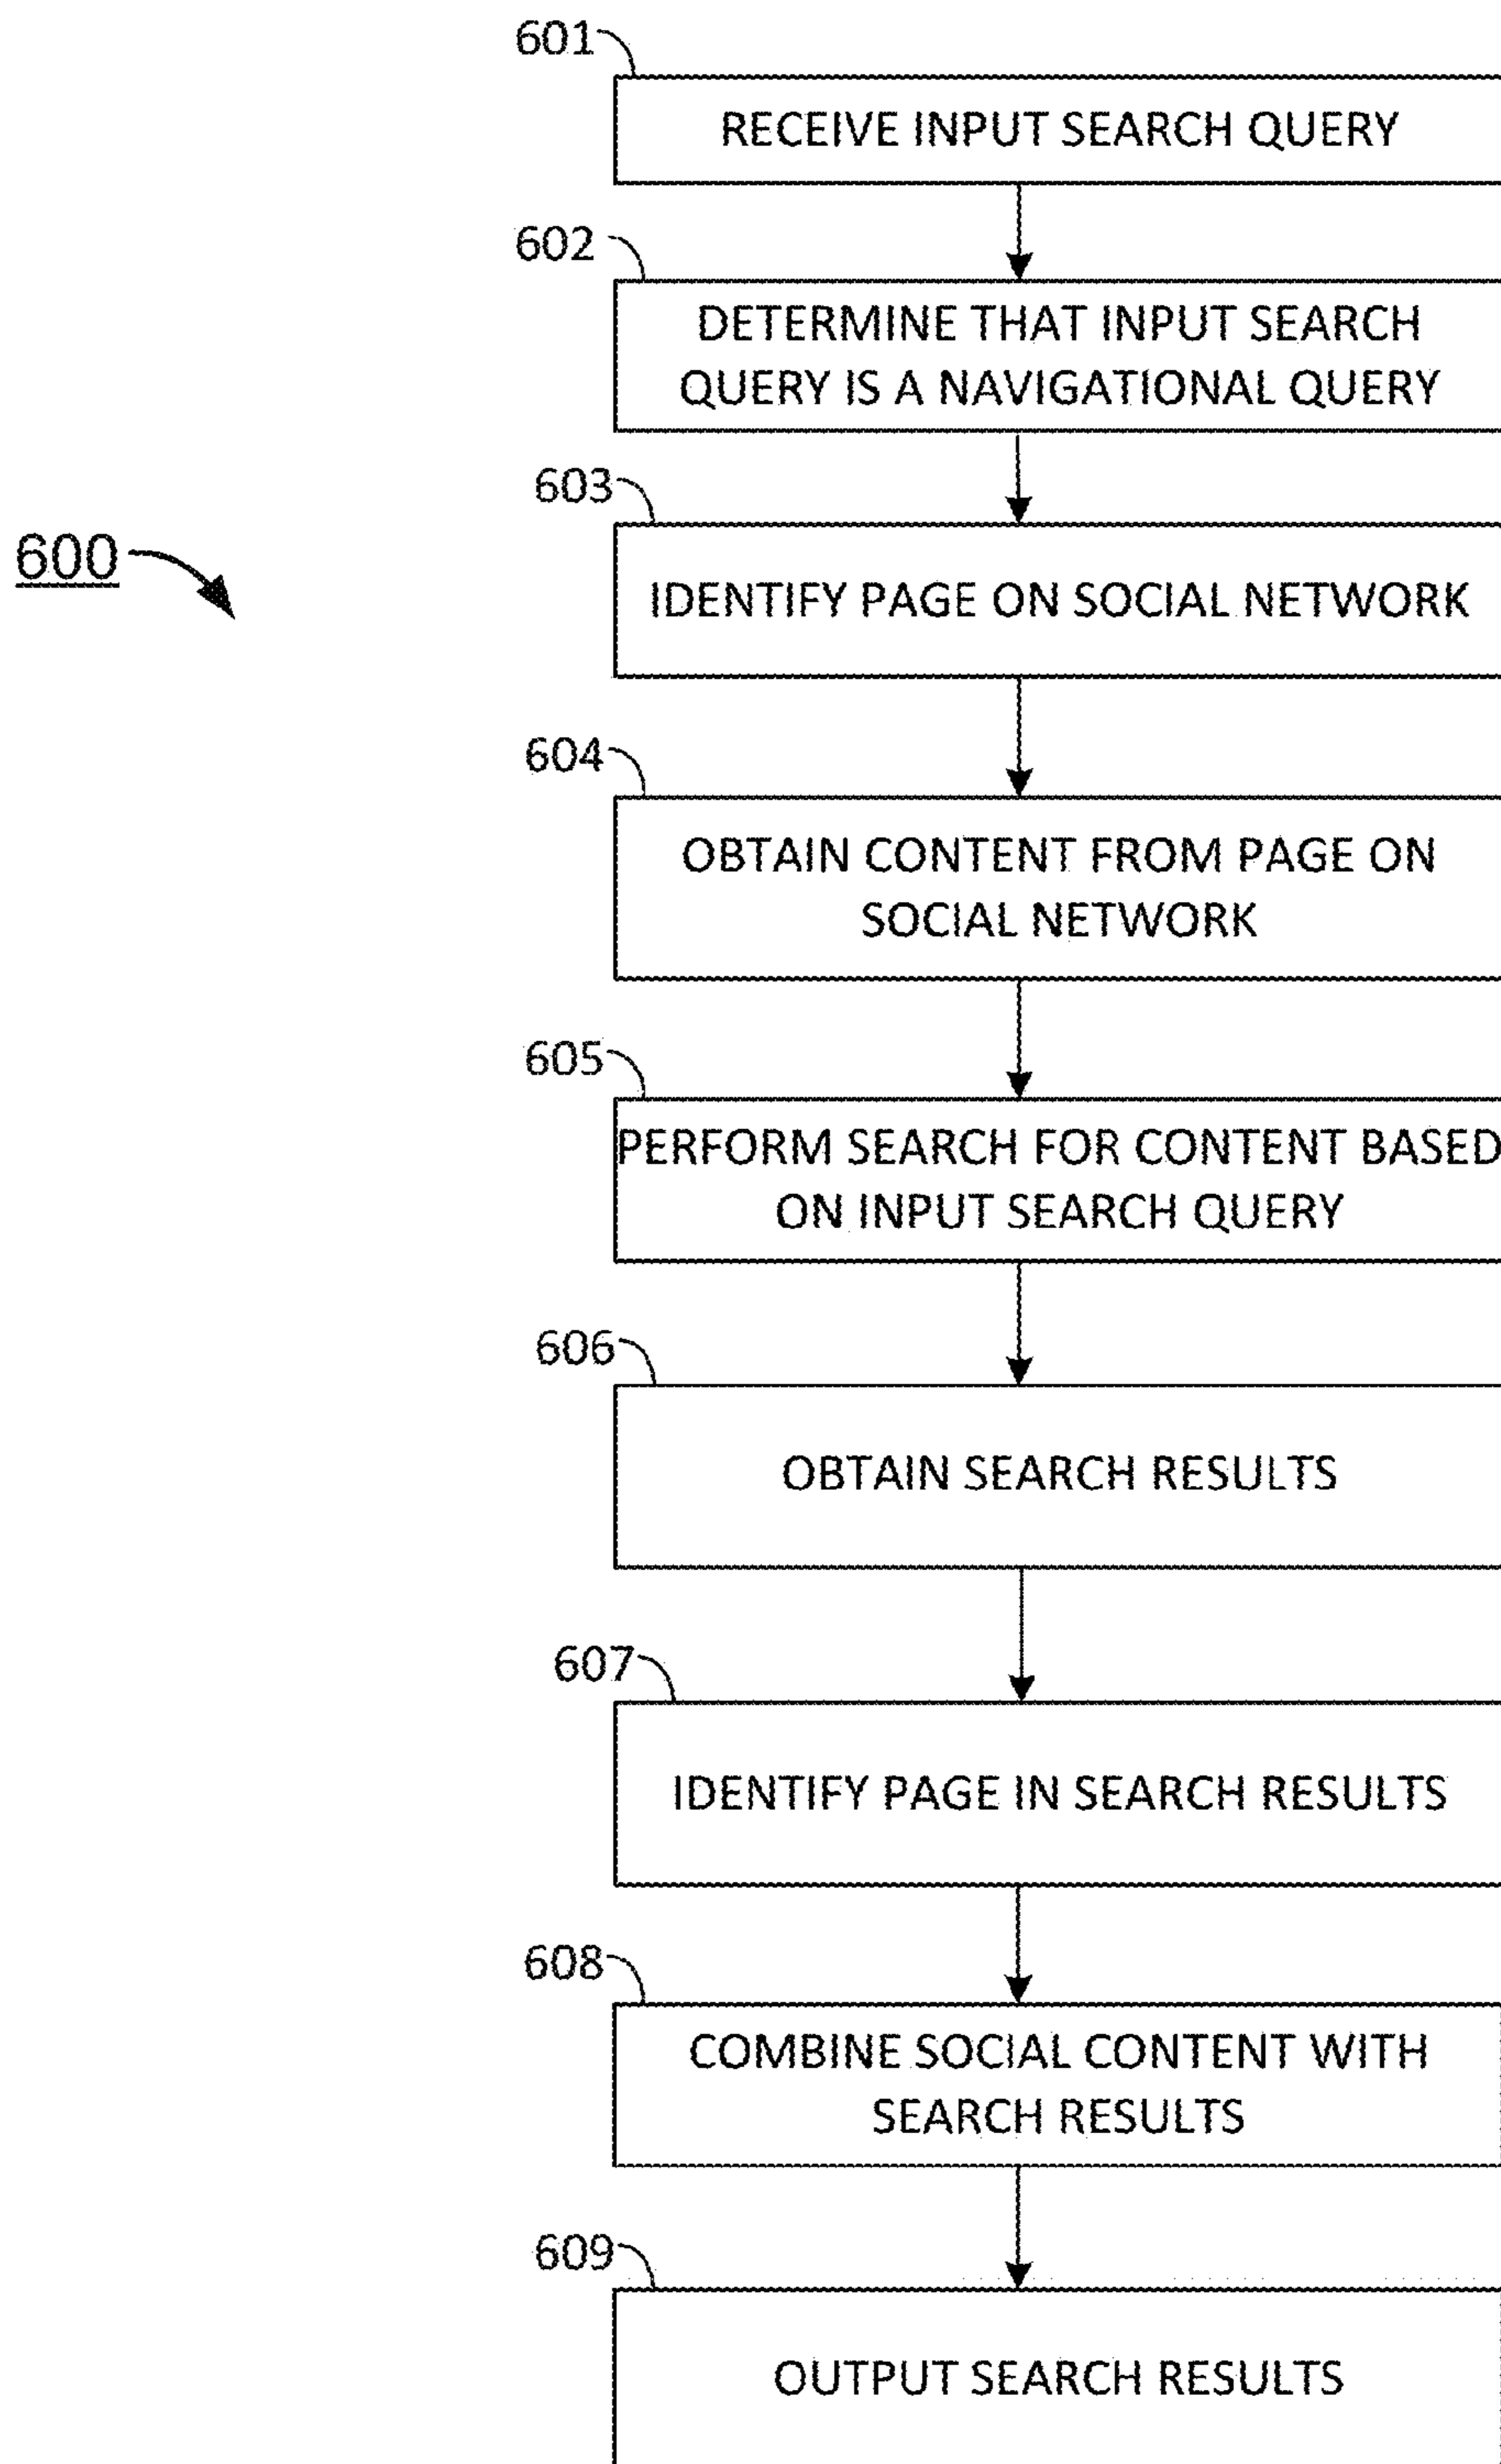 601
RECEIVE INPUT SEARCH QUERY
602
DETERMINE THAT INPUT SEARCH
QUERY IS A NAVIGATIONAL QUERY
603
600
IDENTIFY PAGE ON SOCIAL NETWORK
604
OBTAIN CONTENT FROM PAGE ON
SOCIAL NETWORK
605
PERFORM SEARCH FOR CONTENT BASED
ON INPUT SEARCH QUERY
606
OBTAIN SEARCH RESULTS
607
IDENTIFY PAGE IN SEARCH RESULTS
608
COMBINE SOCIAL CONTENT WITH
SEARCH RESULTS
609
OUTPUT SEARCH RESULTS